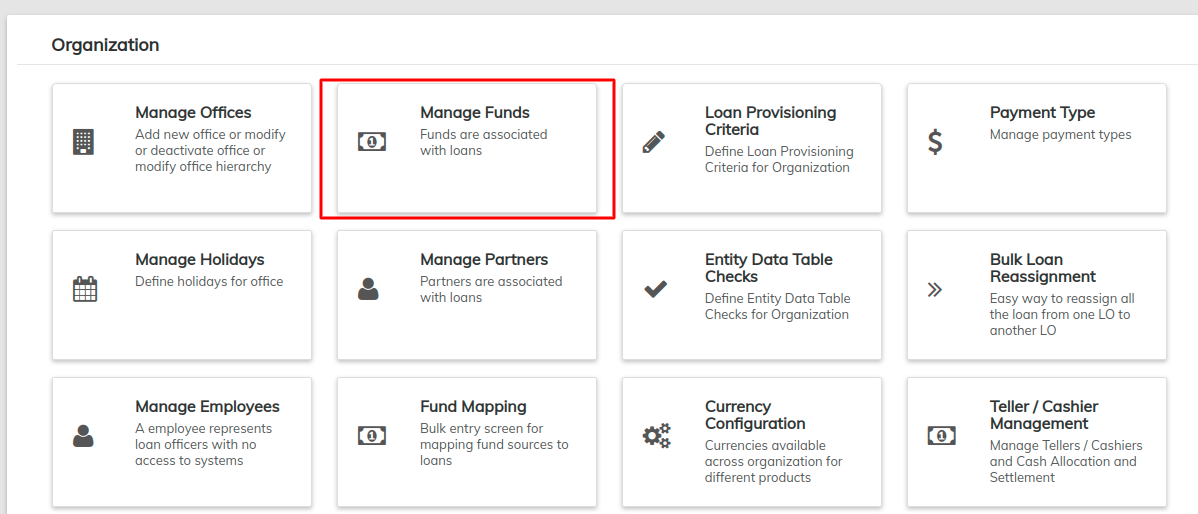 Organization
Manage Offices
Add new office or modify
or deactivate office or
modify office hierarchy
Manage Funds
Funds are associated
with loans
Loan Provisioning
Criteria
Define Loan Provisioning
Criteria for Organization
Payment Type
Manage payment types
Manage Holidays
Define holidays for office
Manage Partners
Partners are associated
with loans
Entity Data Table
Checks
Define Entity Data Table
Checks for Organization
Bulk Loan
Reassignment
Easy way to reassign all
the loan from one LO to
another LO
Manage Employees
A employee represents
loan officers with no
access to systems
Fund Mapping
Bulk entry screen for
mapping fund sources to
loans
Currency
Configuration
Currencies available
across organization for
different products
Teller / Cashier
Management
Manage Tellers / Cashiers
and Cash Allocation and
Settlement